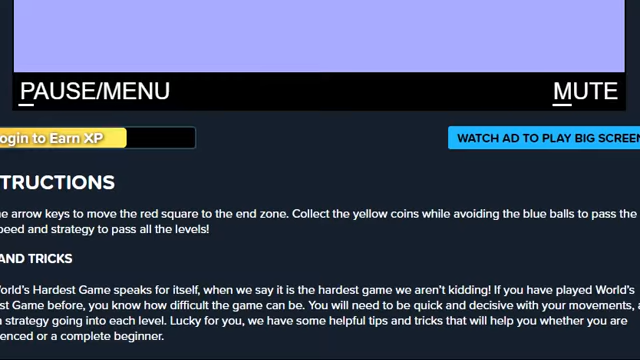 PAUSE/MENU
MUTE
ogin to Earn XP
WATCH AD TO PLAY BIG SCREEN
TRUCTIONS
e arrow keys to move the red square to the end zone. Collect the yellow coins while avoiding the blue balls to pass the
peed and strategy to pass all the levels!
AND TRICKS
orld's Hardest Game speaks for itself, when we say it is the hardest game we aren't kidding! If you have played World's
st Game before, you know how difficult the game can be. You will need to be quick and decisive with your movements, a
strategy going into each level. Lucky for you, we have some helpful tips and tricks that will help you whether you are
enced or a complete beginner.